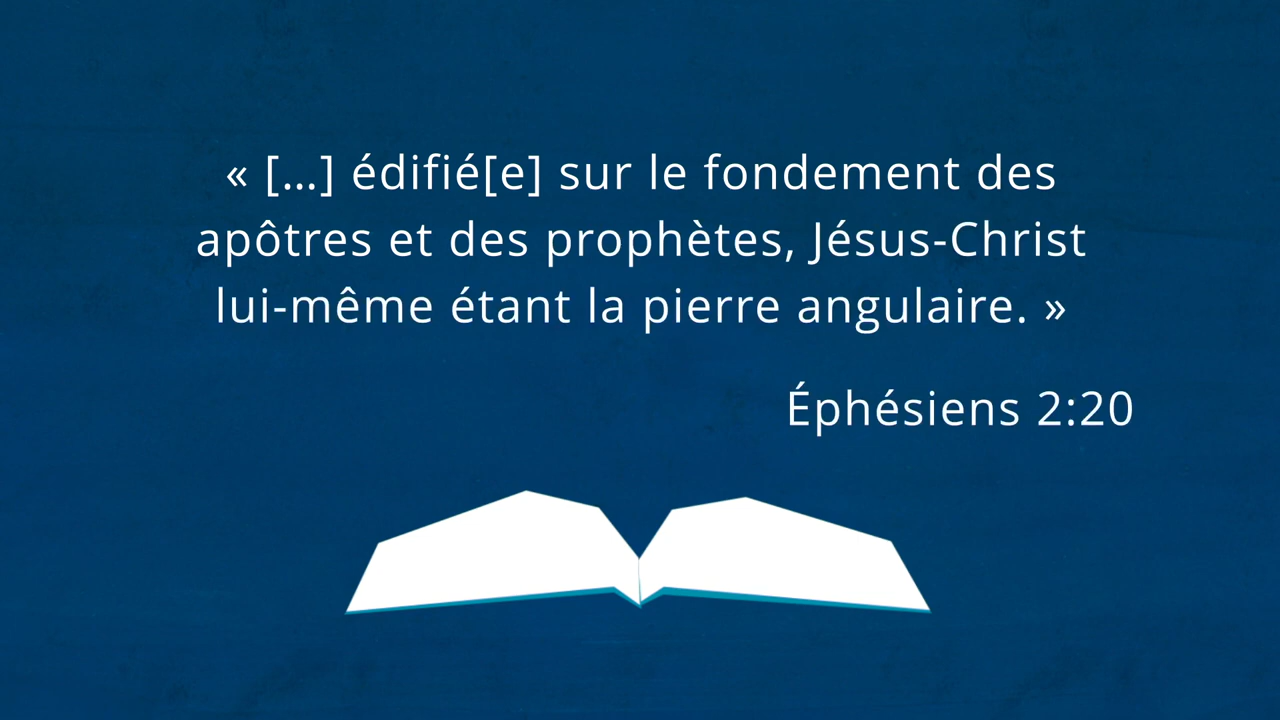 « […] édifié[e] sur le fondement des
apôtres et des prophètes, Jésus-Christ
lui-même étant la pierre angulaire. »
Éphésiens 2:20